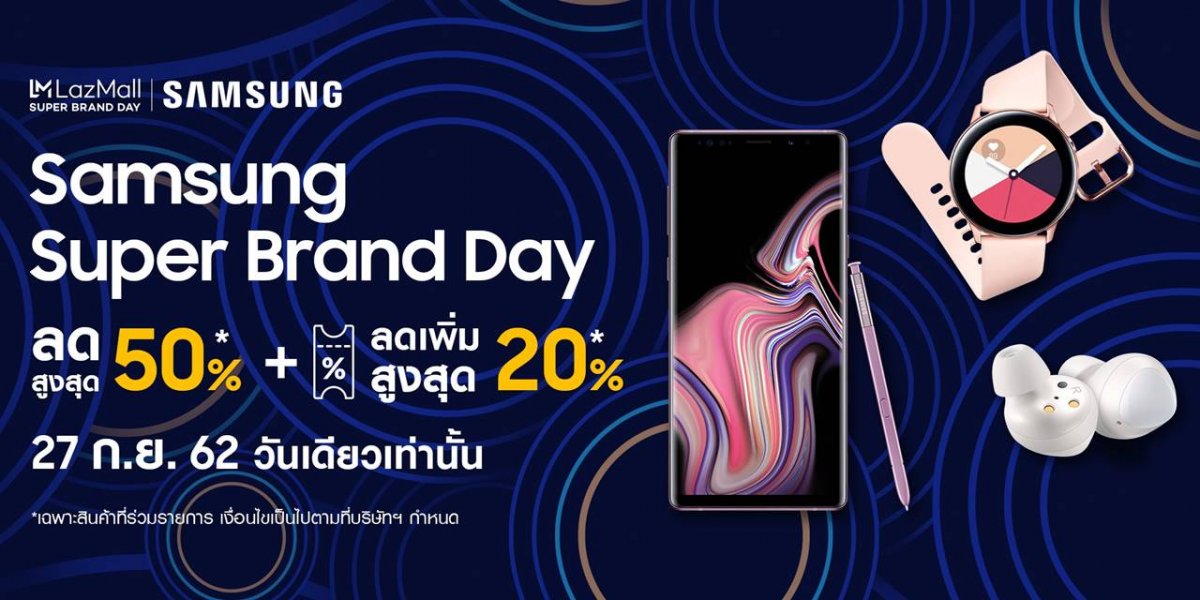 LM LazMall
SUPER BRAND DAY
SAMSUNG
Samsung
Super Brand Day
ลดสูงสุด 50%* + % ลดเพิ่มสูงสุด 20%*
27 ก.ย. 62 วันเดียวเท่านั้น
*เฉพาะสินค้าที่ร่วมรายการ เงื่อนไขเป็นไปตามที่บริษัทฯ กำหนด